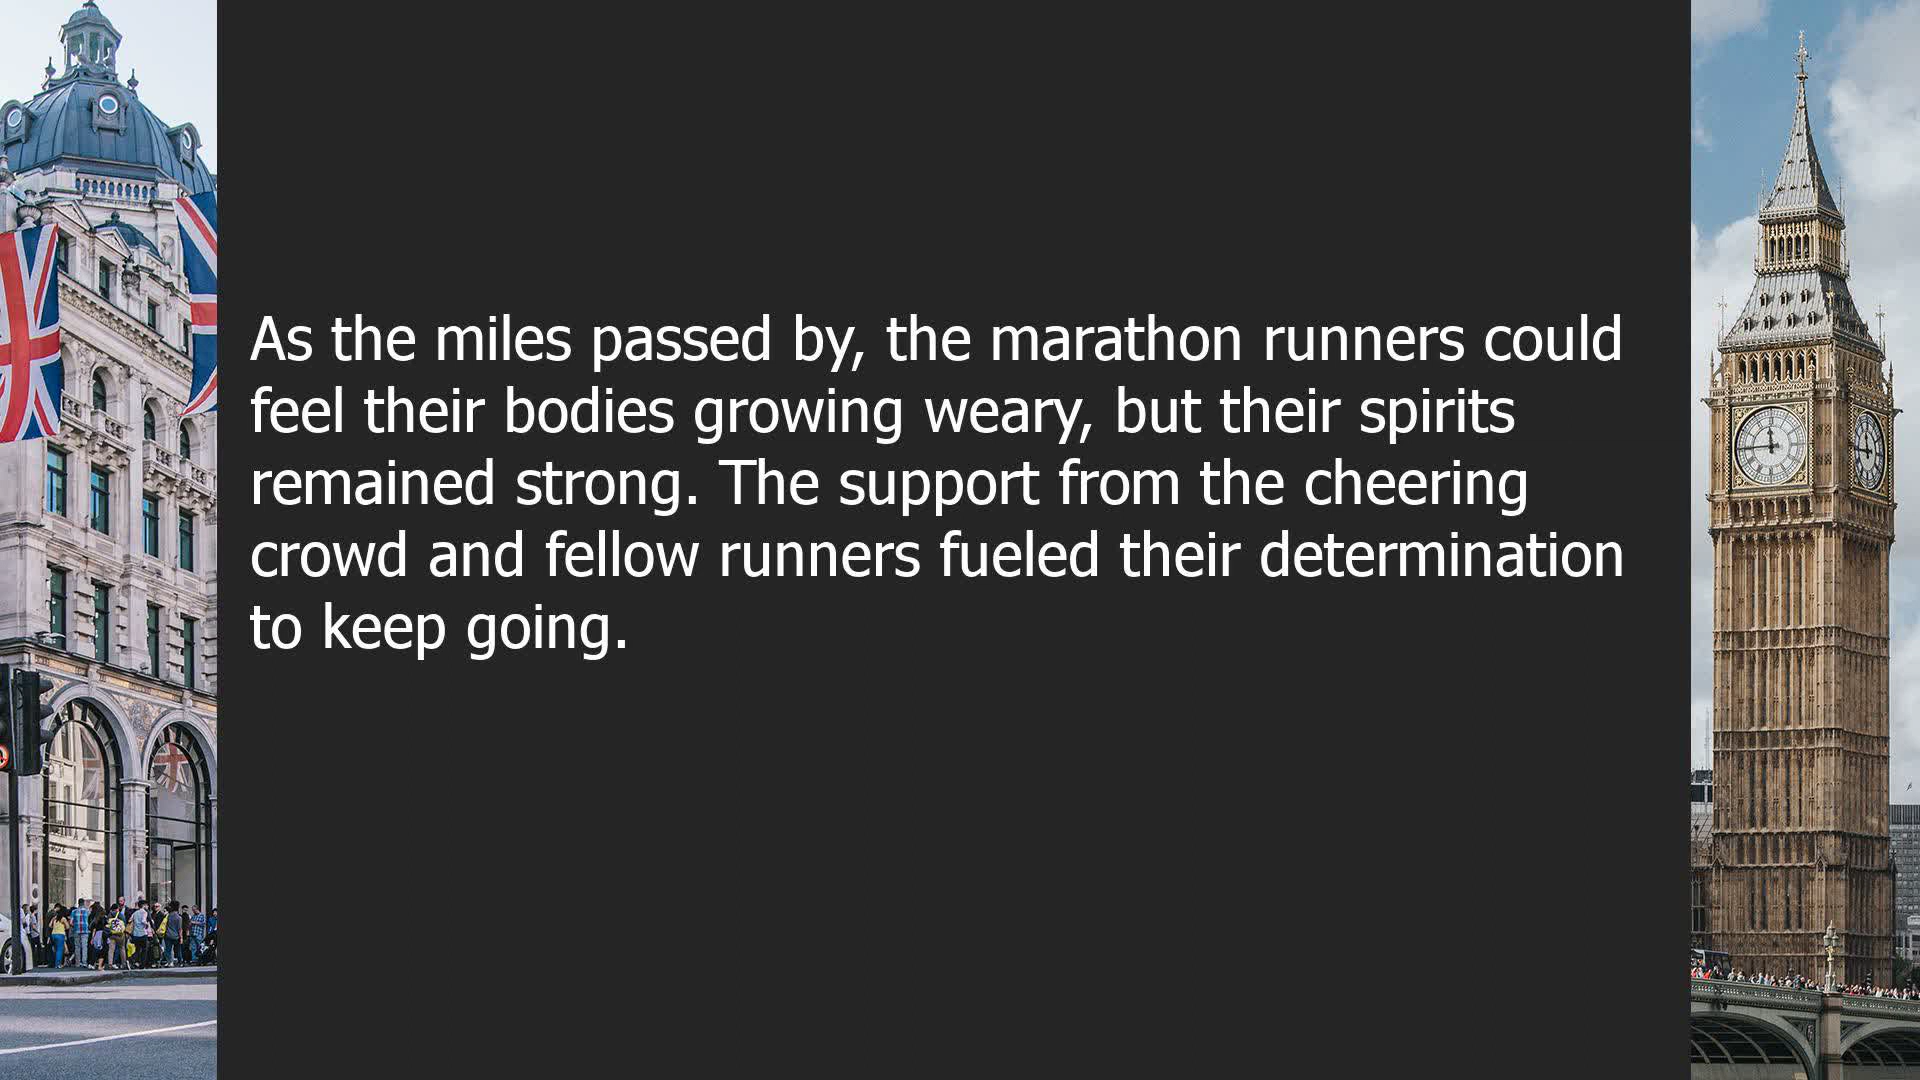 As the miles passed by, the marathon runners could
feel their bodies growing weary, but their spirits
remained strong. The support from the cheering
crowd and fellow runners fueled their determination
to keep going.